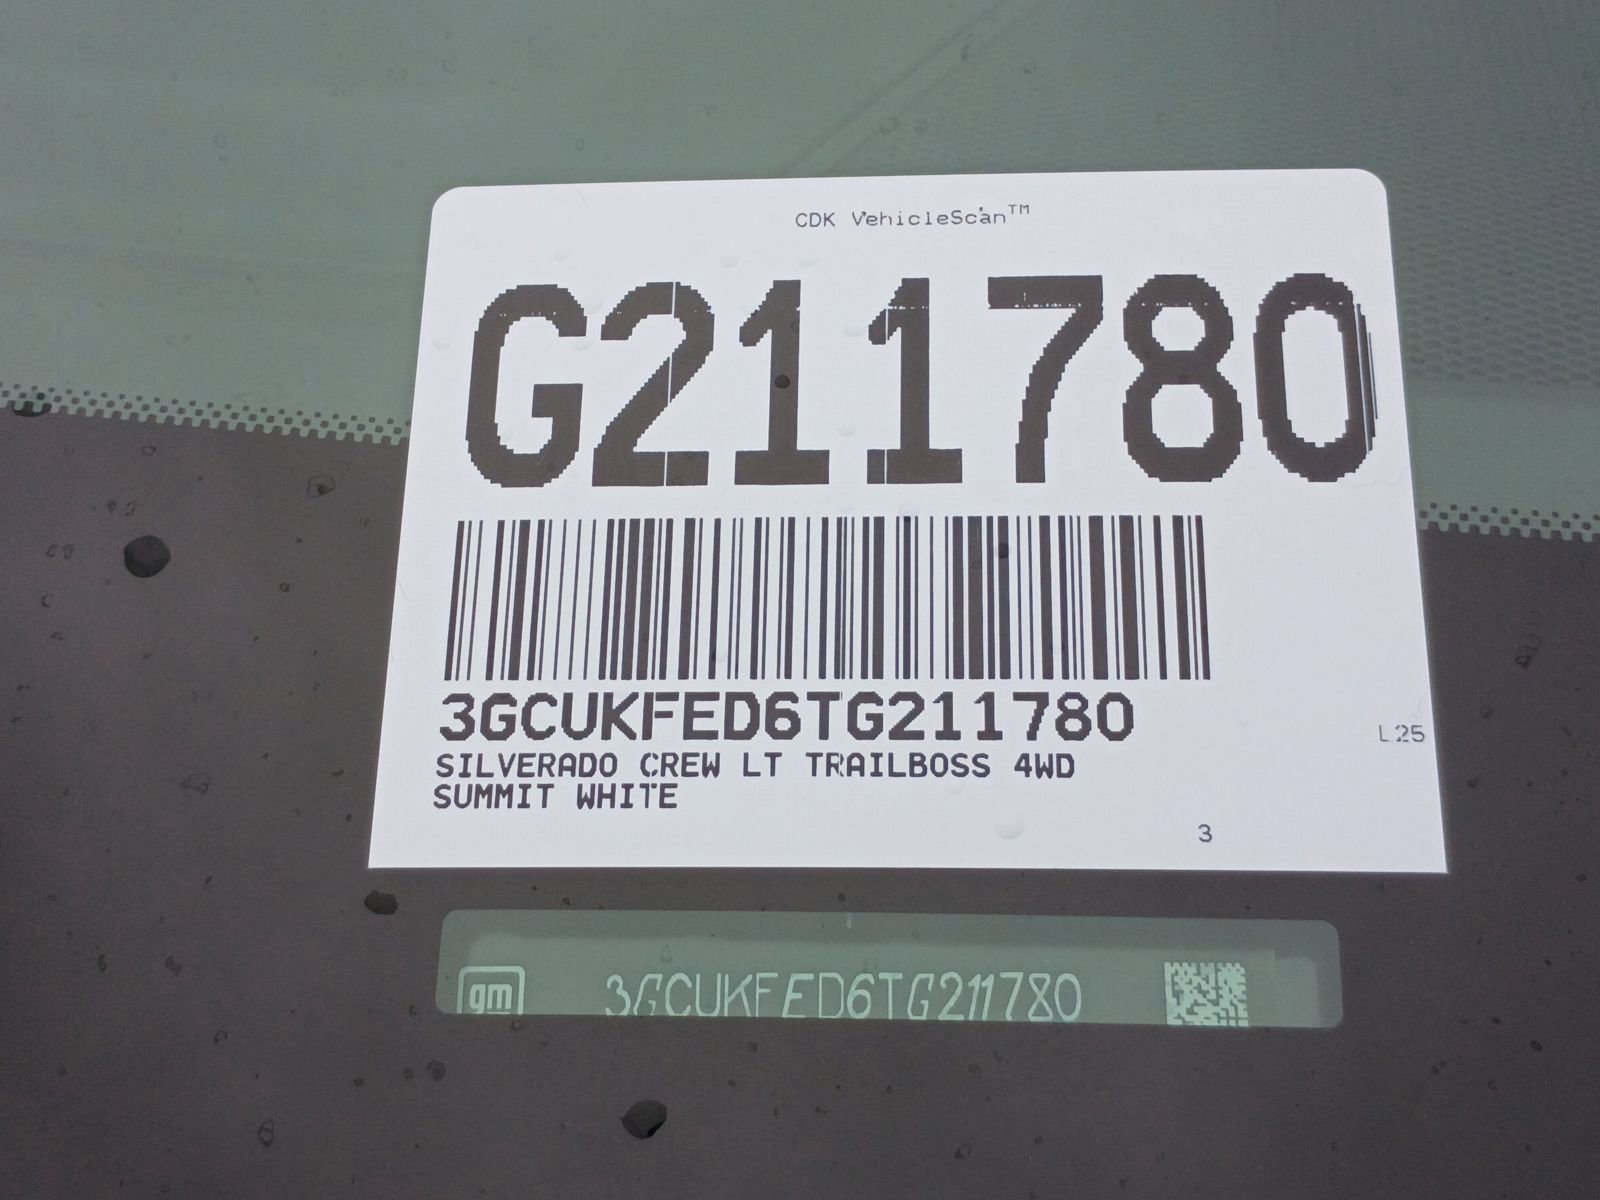 CDK VehicleScan™
G211780
3GCUKFED6TG211780
SILVERADO CREW LT TRAILBOSS 4WD
L25
SUMMIT WHITE
3
gm 3GCUKFED6TG211780